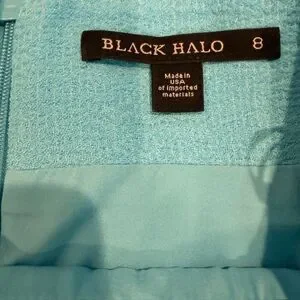 BLACK HALO 8
Made in
USA
of imported
materials